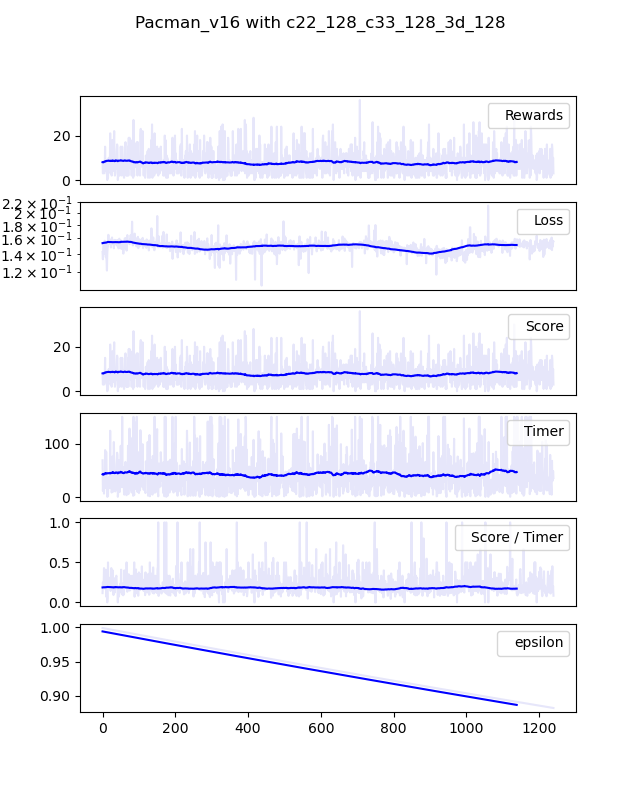 Pacman_v16 with c22_128_c33_128_3d_128
Rewards
20
0
2.2 × 10⁻¹
2 × 10⁻¹
1.8 × 10⁻¹
1.6 × 10⁻¹
1.4 × 10⁻¹
1.2 × 10⁻¹
Loss
Score
20
0
Timer
100
0
1.0
0.5
0.0
Score / Timer
1.00
0.95
0.90
epsilon
0 200 400 600 800 1000 1200